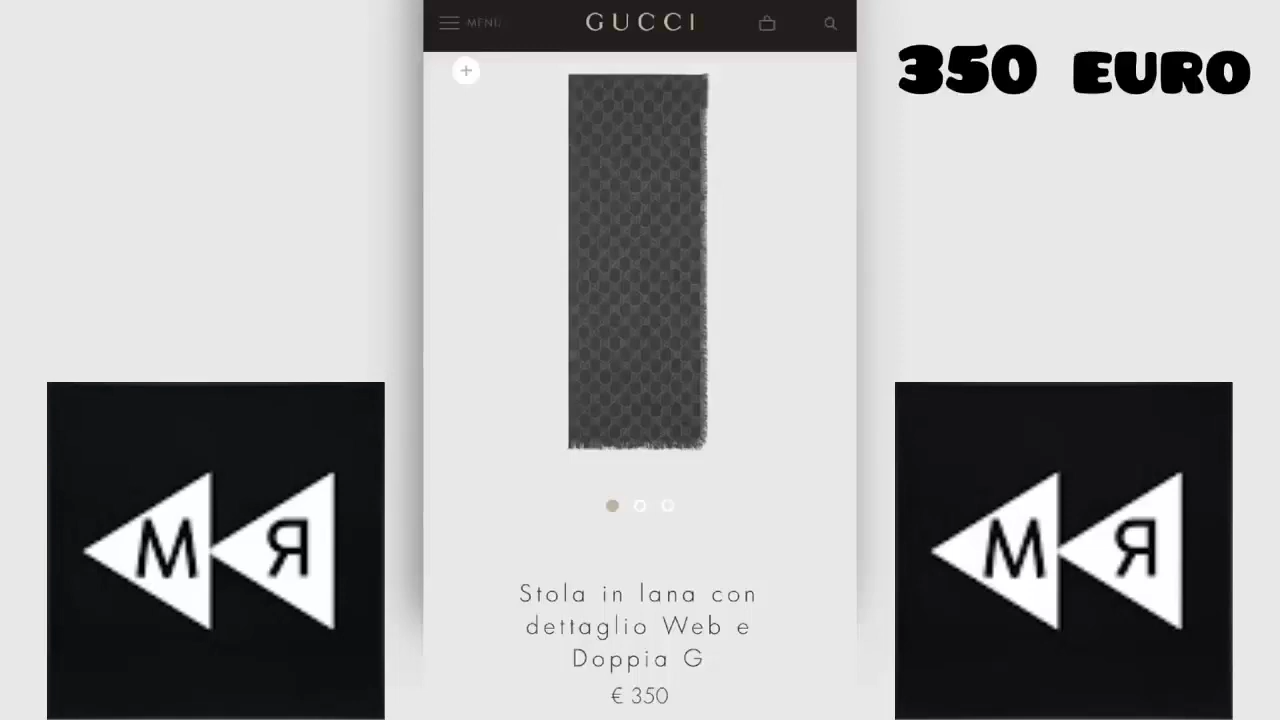 MENU
GUCCI
350 EURO
M Я
M Я
Stola in lana con
dettaglio Web e
Doppia G
€ 350